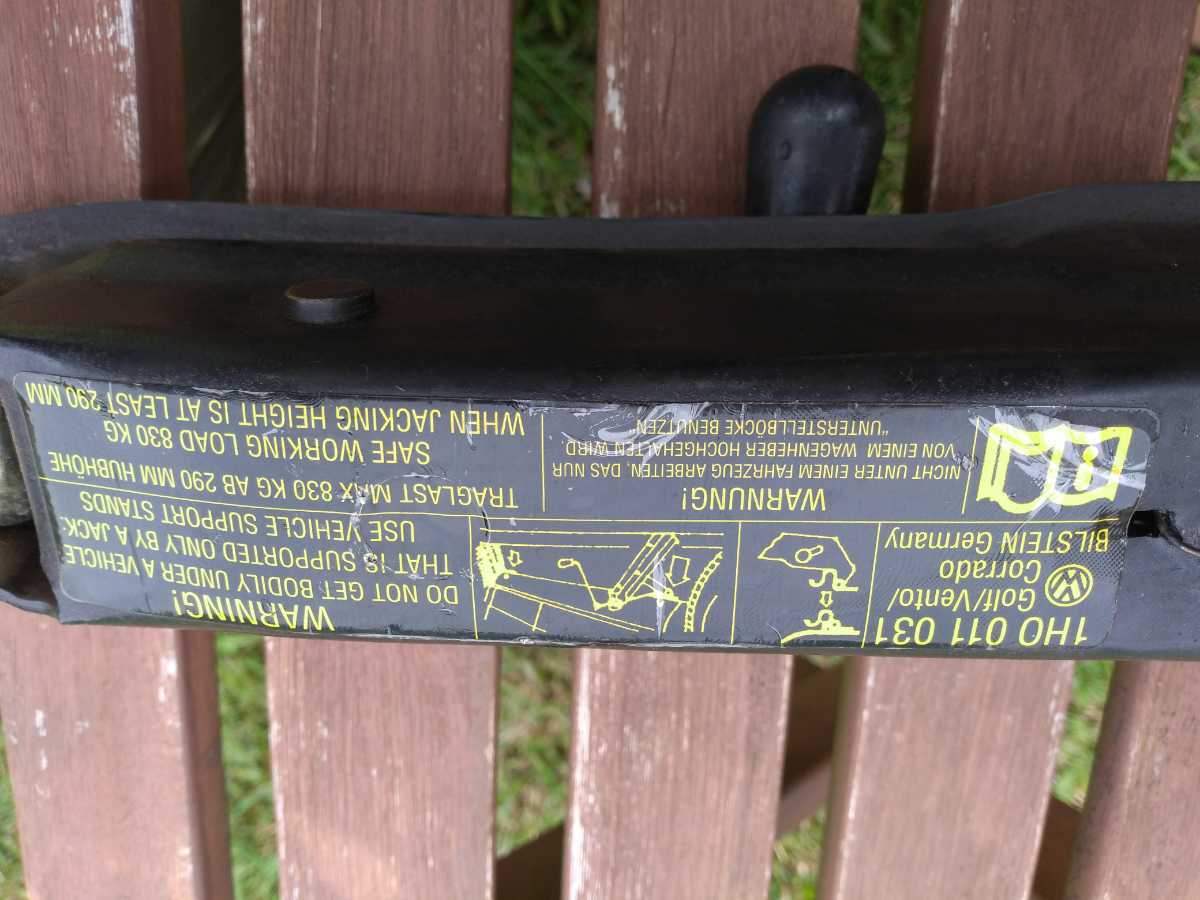 1H0 011 031
Golf/Vento/
Corrado
BILSTEIN Germany
WARNING!
DO NOT GET BODILY UNDER A VEHICLE
THAT IS SUPPORTED ONLY BY A JACK:
USE VEHICLE SUPPORT STANDS
WARNUNG!
NICHT UNTER EINEM FAHRZEUG ARBEITEN, DAS NUR
VON EINEM WAGENHEBER HOCHGEHALTEN WIRD
"UNTERSTELLBÖCKE BENUTZEN"
TRAGLAST MAX 830 KG AB 290 MM HUBHÖHE
SAFE WORKING LOAD 830 KG
WHEN JACKING HEIGHT IS AT LEAST 290 MM